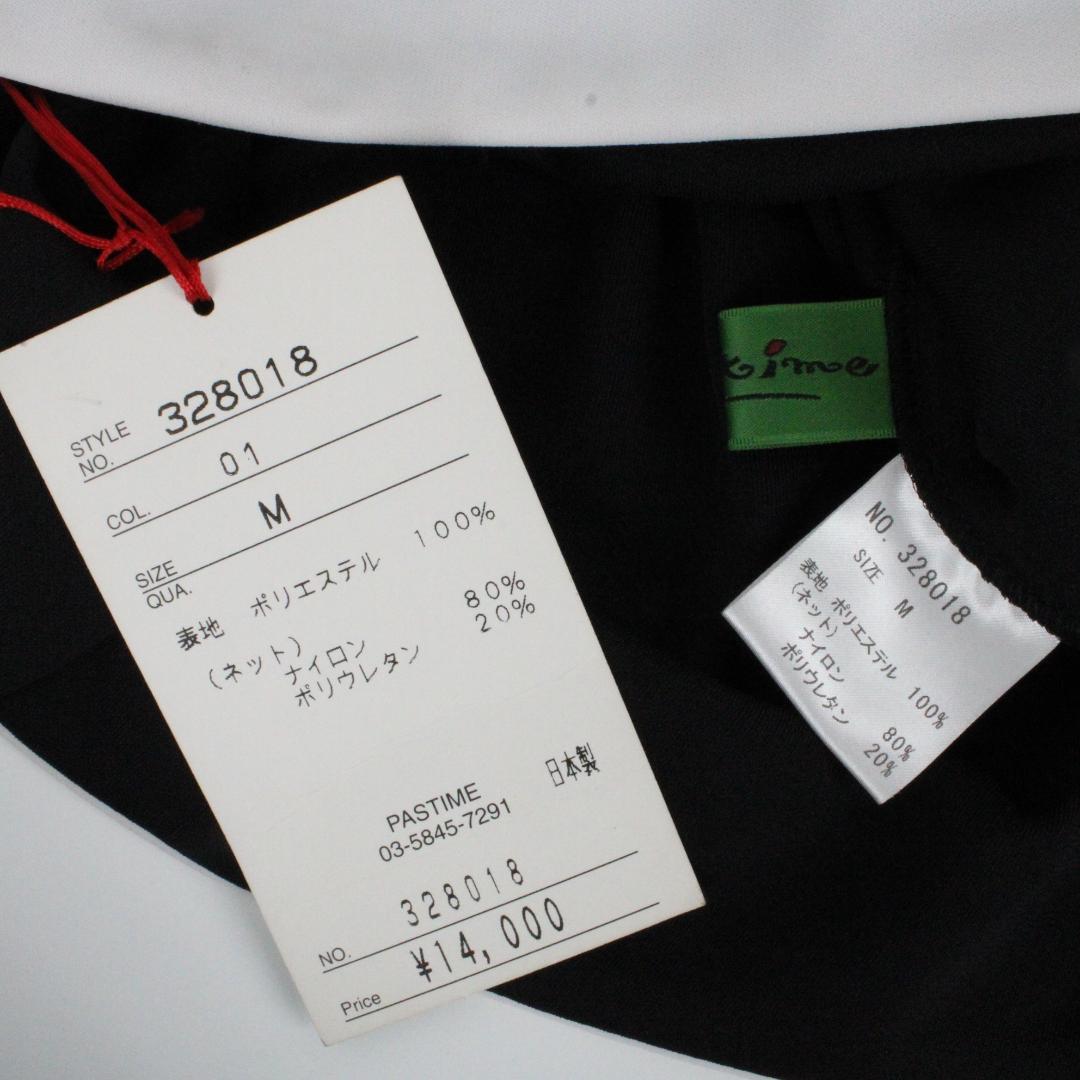 STYLE NO. 328018
COL. 01
SIZE M
QUA.
表地 ポリエステル 100%
(ネット)
ナイロン 80%
ポリウレタン 20%
日本製
PASTIME
03-5845-7291
NO. 328018
Price ¥14,000
time
NO. 328018
SIZE M
表地 ポリエステル 100%
(ネット)
ナイロン 80%
ポリウレタン 20%